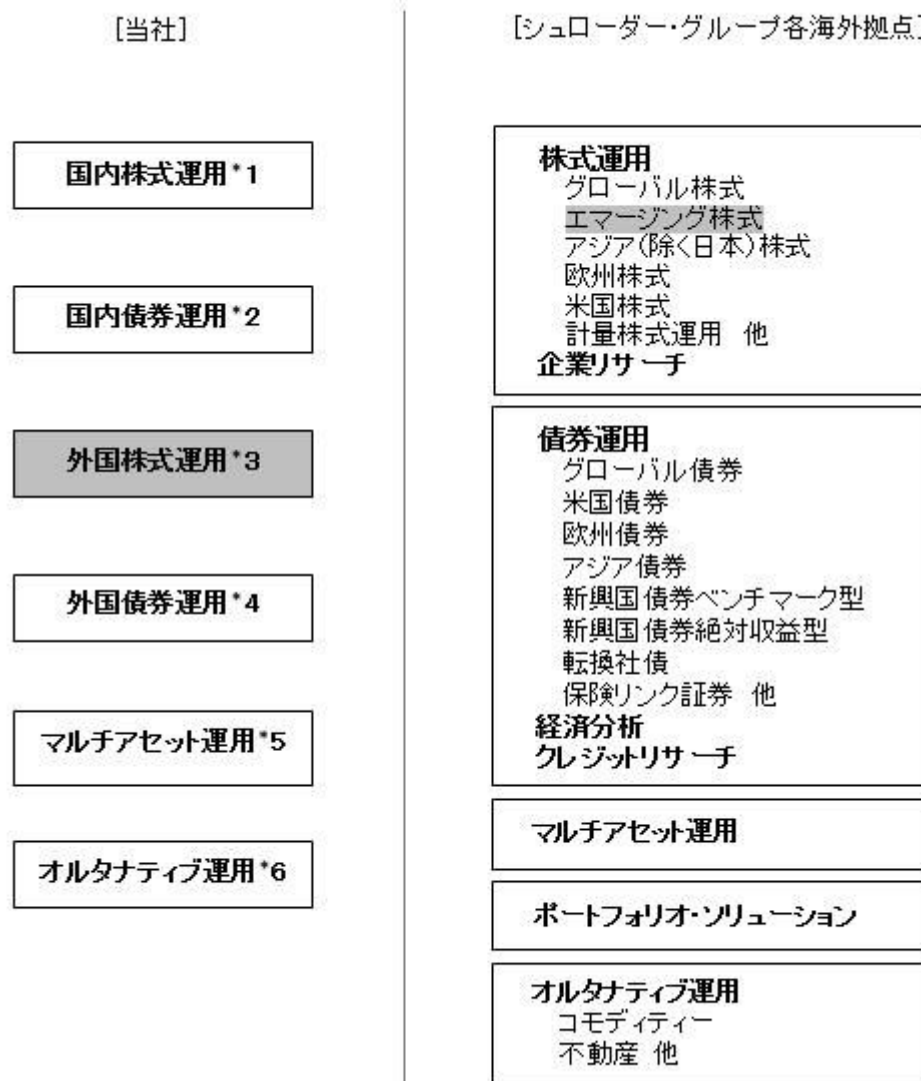 [当社]
国内株式運用*1
国内債券運用*2
外国株式運用*3
外国債券運用*4
マルチアセット運用*5
オルタナティブ運用*6
[シュローダー・グループ各海外拠点]
株式運用
グローバル株式
エマージング株式
アジア(除く日本)株式
欧州株式
米国株式
計量株式運用 他
企業リサーチ
債券運用
グローバル債券
米国債券
欧州債券
アジア債券
新興国債券ベンチマーク型
新興国債券絶対収益型
転換社債
保険リンク証券 他
経済分析
クレジットリサーチ
マルチアセット運用
ポートフォリオ・ソリューション
オルタナティブ運用
コモディティー
不動産 他